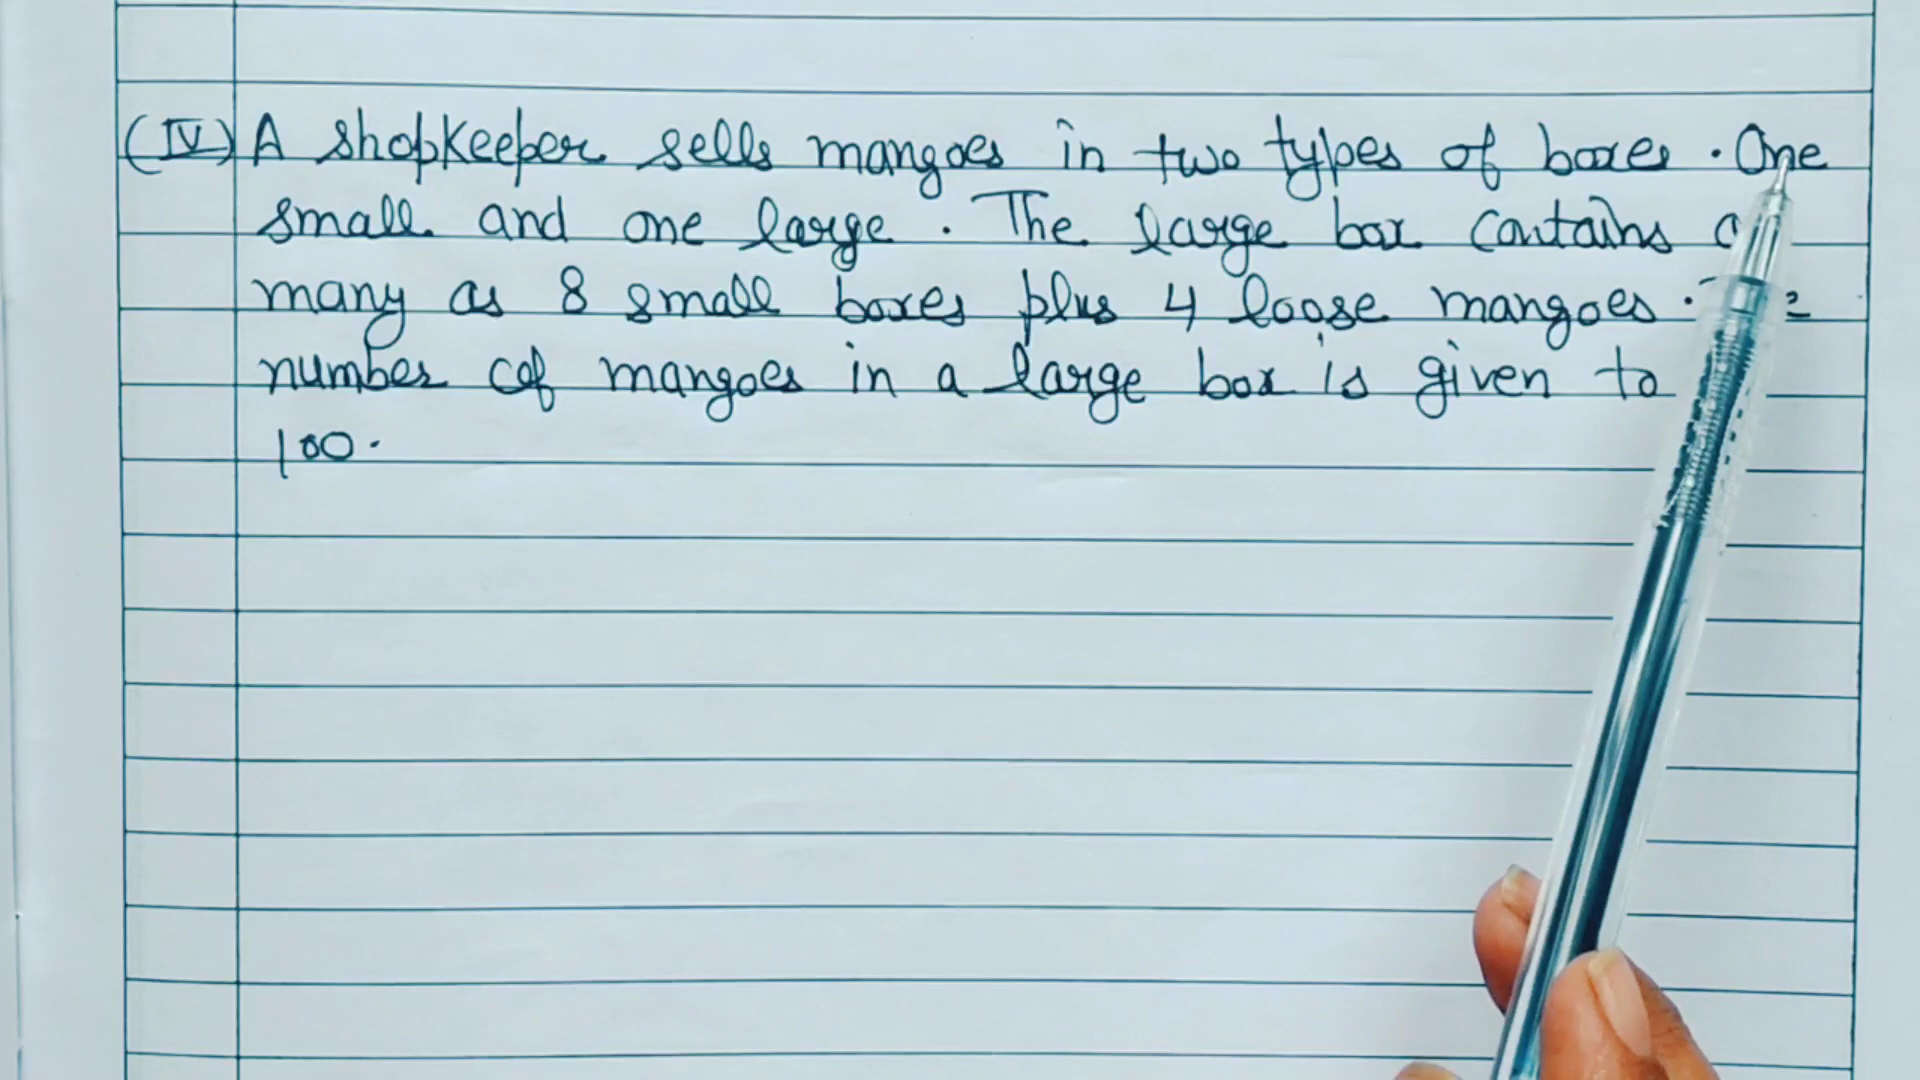 (IV) A shopkeeper sells mangoes in two types of boxes. One
small and one large. The large box contains
many as 8 small boxes plus 4 loose mangoes.
number of mangoes in a large box is given to
100.